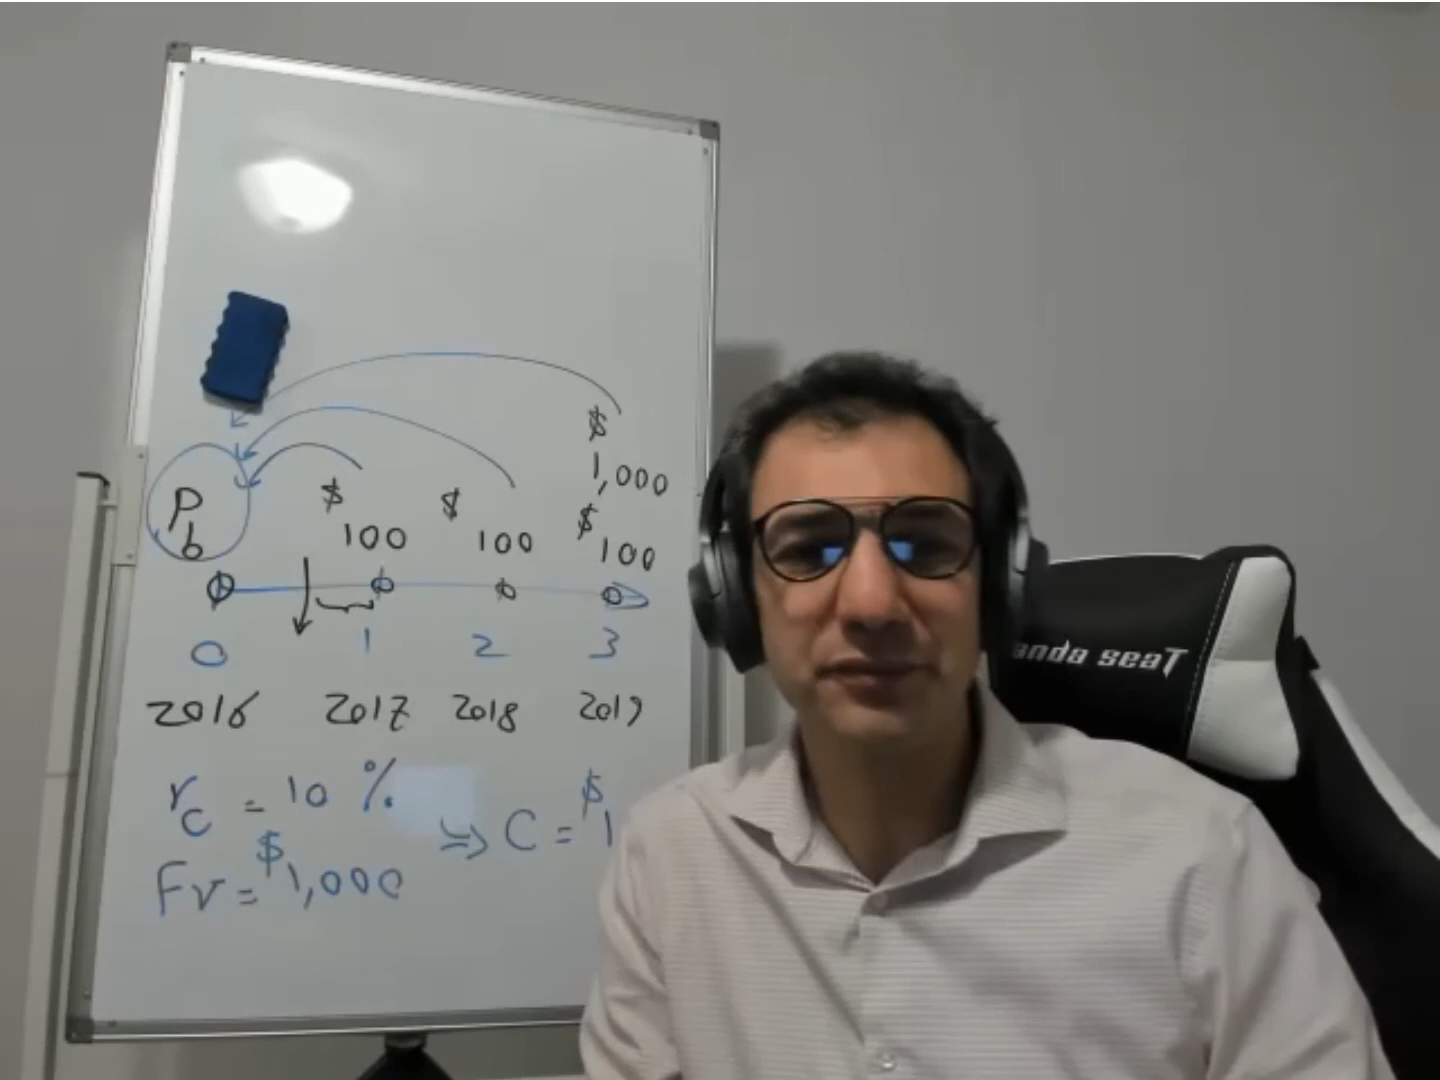 $
1,000
P $ $ $
b 100 100 100
0 1 2 3
2016 2017 2018 2019
rc = 10 %
FV = $1,000 => C = $1
anda seaT